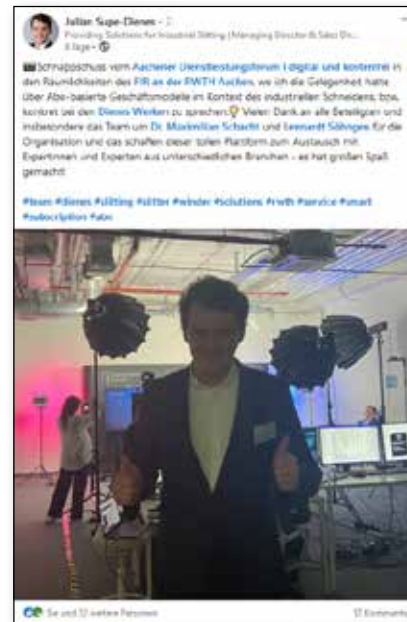 Julian Supe-Dienes
Providing Solutions for Industrial Slitting | Managing Director & Sales Dir...
6 Tage •
Schnappschuss vom Aachener Dienstleistungsforum | digital und kostenfrei in
den Räumlichkeiten des FIR an der RWTH Aachen, wo ich die Gelegenheit hatte
über Abo-basierte Geschäftsmodelle im Kontext des industriellen Schneidens, bzw.
konkret bei den Dienes Werken zu sprechen. Vielen Dank an alle Beteiligten und
insbesondere das Team um Dr. Maximilian Schacht und Lennardt Söhngen für die
Organisation und das schaffen dieser tollen Plattform zum Austausch mit
Expertinnen und Experten aus unterschiedlichen Branchen - es hat großen Spaß
gemacht!
#team #dienes #slitting #slitter #winder #solutions #rwth #service #smart
#subscription #abo
Sie und 32 weitere Personen
Kommentare